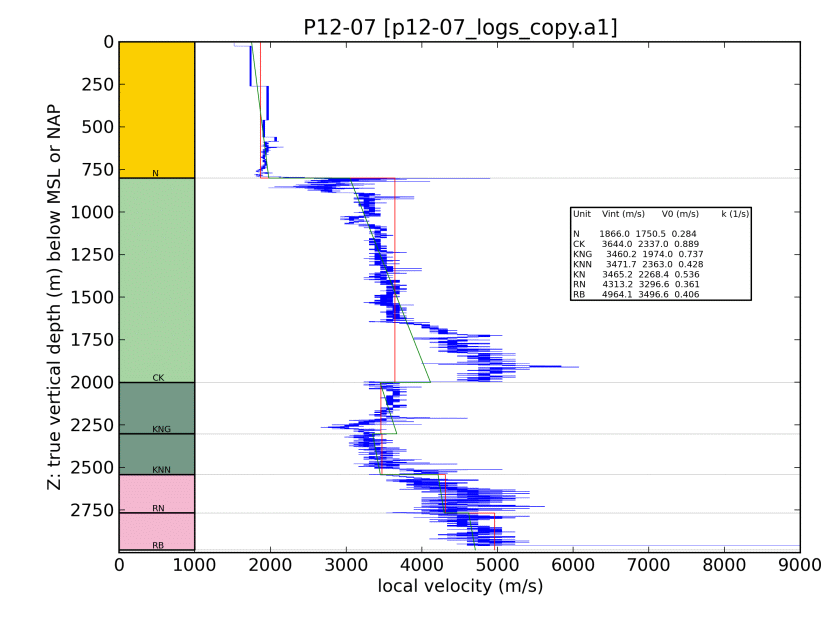 P12-07 [p12-07_logs_copy.a1]
Z: true vertical depth (m) below MSL or NAP
0
250
500
750
1000
1250
1500
1750
2000
2250
2500
2750
N
CK
KNG
KNN
RN
RB
Unit Vint (m/s) V0 (m/s) k (1/s)
N 1866.0 1750.5 0.284
CK 3644.0 2337.0 0.889
KNG 3460.2 1974.0 0.737
KNN 3471.7 2363.0 0.428
KN 3465.2 2268.4 0.536
RN 4313.2 3296.6 0.361
RB 4964.1 3496.6 0.406
0 1000 2000 3000 4000 5000 6000 7000 8000 9000
local velocity (m/s)